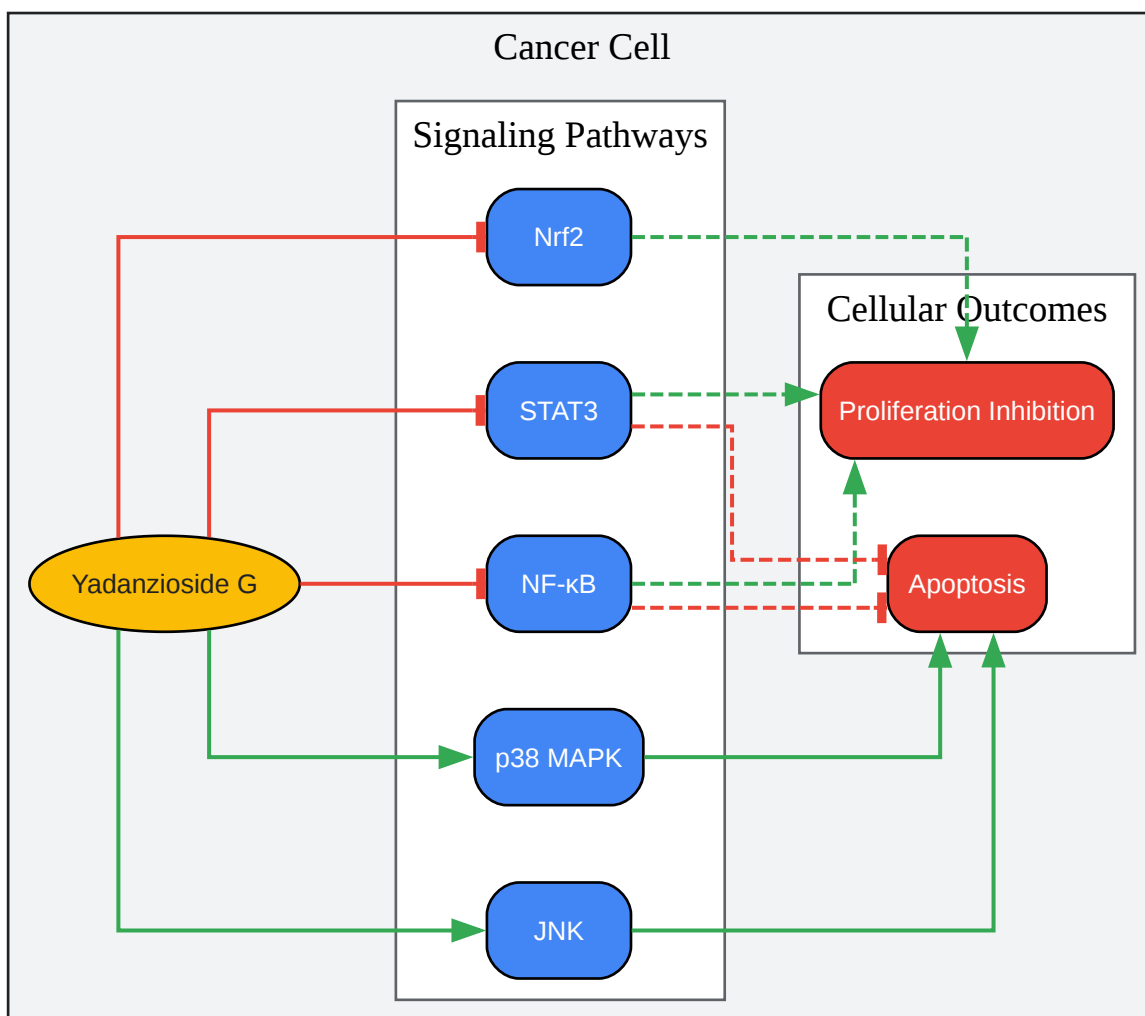 Cancer Cell
Signaling Pathways
Nrf2
Cellular Outcomes
STAT3
Proliferation Inhibition
Yadanzioside G
NF-κB
Apoptosis
p38 MAPK
JNK